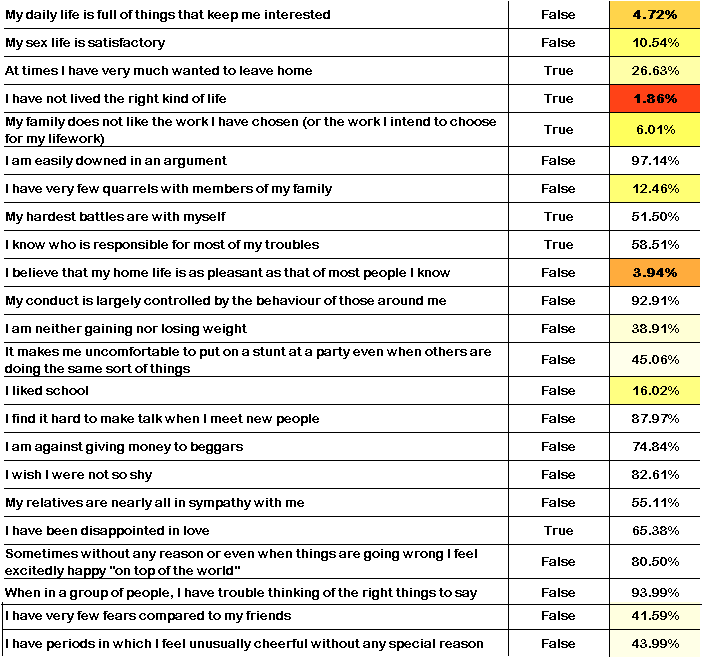 My daily life is full of things that keep me interested False 4.72%
My sex life is satisfactory False 10.54%
At times I have very much wanted to leave home True 26.63%
I have not lived the right kind of life True 1.86%
My family does not like the work I have chosen (or the work I intend to choose
for my lifework) True 6.01%
I am easily downed in an argument False 97.14%
I have very few quarrels with members of my family False 12.46%
My hardest battles are with myself True 51.50%
I know who is responsible for most of my troubles True 58.51%
I believe that my home life is as pleasant as that of most people I know False 3.94%
My conduct is largely controlled by the behaviour of those around me False 92.91%
I am neither gaining nor losing weight False 38.91%
It makes me uncomfortable to put on a stunt at a party even when others are
doing the same sort of things False 45.06%
I liked school False 16.02%
I find it hard to make talk when I meet new people False 87.97%
I am against giving money to beggars False 74.84%
I wish I were not so shy False 82.61%
My relatives are nearly all in sympathy with me False 55.11%
I have been disappointed in love True 65.38%
Sometimes without any reason or even when things are going wrong I feel
excitedly happy "on top of the world" False 80.50%
When in a group of people, I have trouble thinking of the right things to say False 93.99%
I have very few fears compared to my friends False 41.59%
I have periods in which I feel unusually cheerful without any special reason False 43.99%